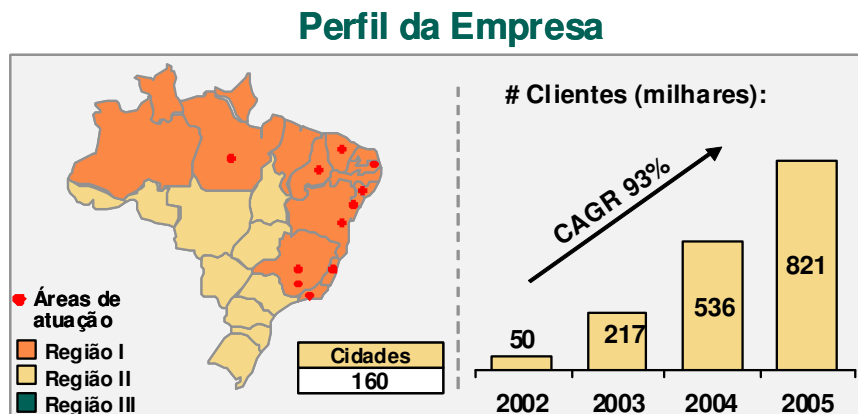 Perfil da Empresa
# Clientes (milhares):
CAGR 93%
50
217
536
821
2002 2003 2004 2005
Áreas de
atuação
Região I
Região II
Região III
Cidades
160